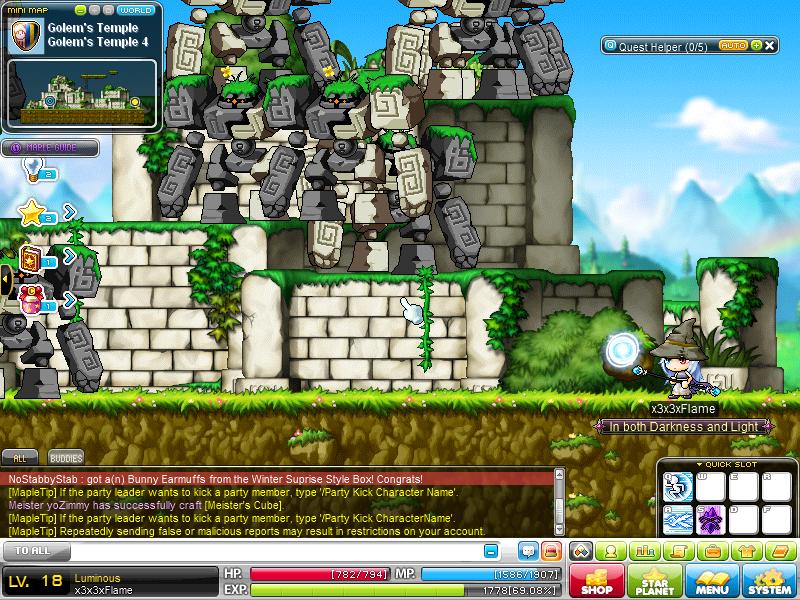 MINI MAP WORLD
Golem's Temple
Golem's Temple 4
Quest Helper (0/5) AUTO
MAPLE GUIDE
2
2
1
1
x3x3xFlame
In both Darkness and Light
ALL BUDDIES
NoStabbyStab : got a(n) Bunny Earmuffs from the Winter Suprise Style Box! Congrats!
[MapleTip] If the party leader wants to kick a party member, type '/Party Kick Character Name'.
Meister yoZimmy has successfully craft [Meister's Cube].
[MapleTip] If the party leader wants to kick a party member, type '/Party Kick CharacterName'.
[MapleTip] Repeatedly sending false or malicious reports may result in restrictions on your account.
QUICK SLOT
Q W E R
A S D F
TO ALL
LV. 18 Luminous
x3x3xFlame
HP. [782/794] MP. [1586/1907]
EXP. 1778[69.08%]
SHOP STAR PLANET MENU SYSTEM